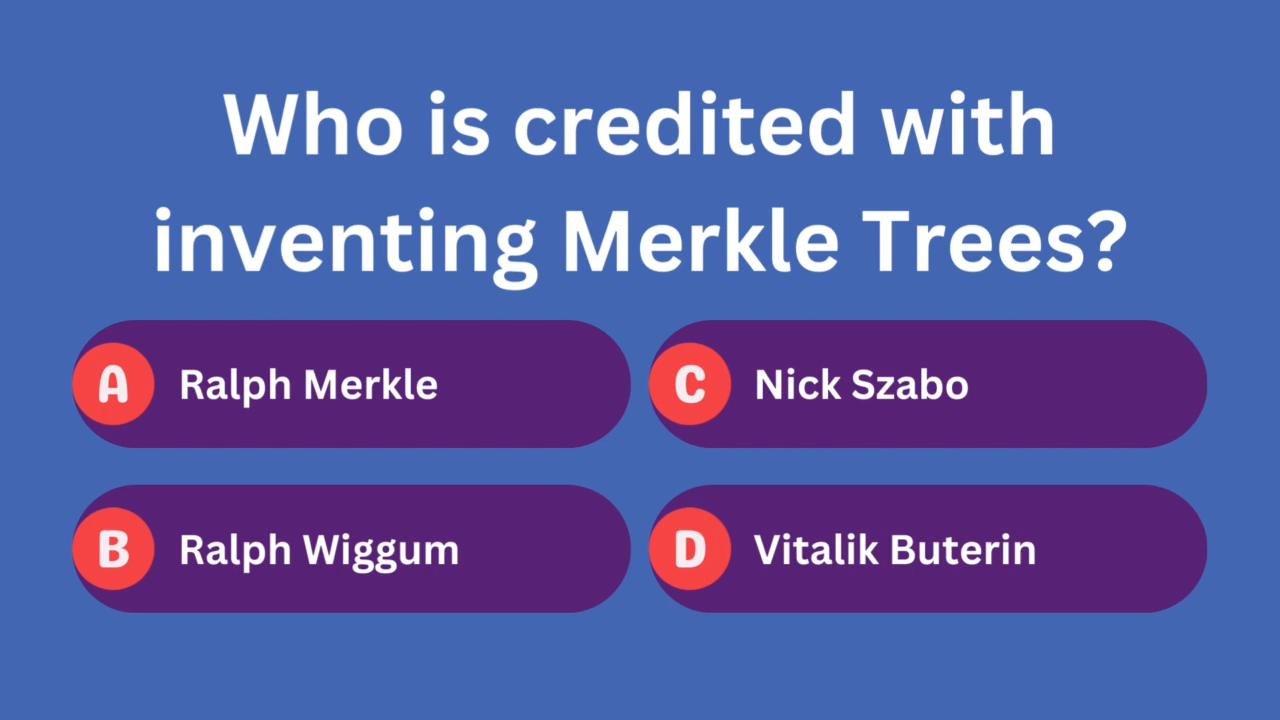 Who is credited with
inventing Merkle Trees?
A Ralph Merkle
C Nick Szabo
B Ralph Wiggum
D Vitalik Buterin